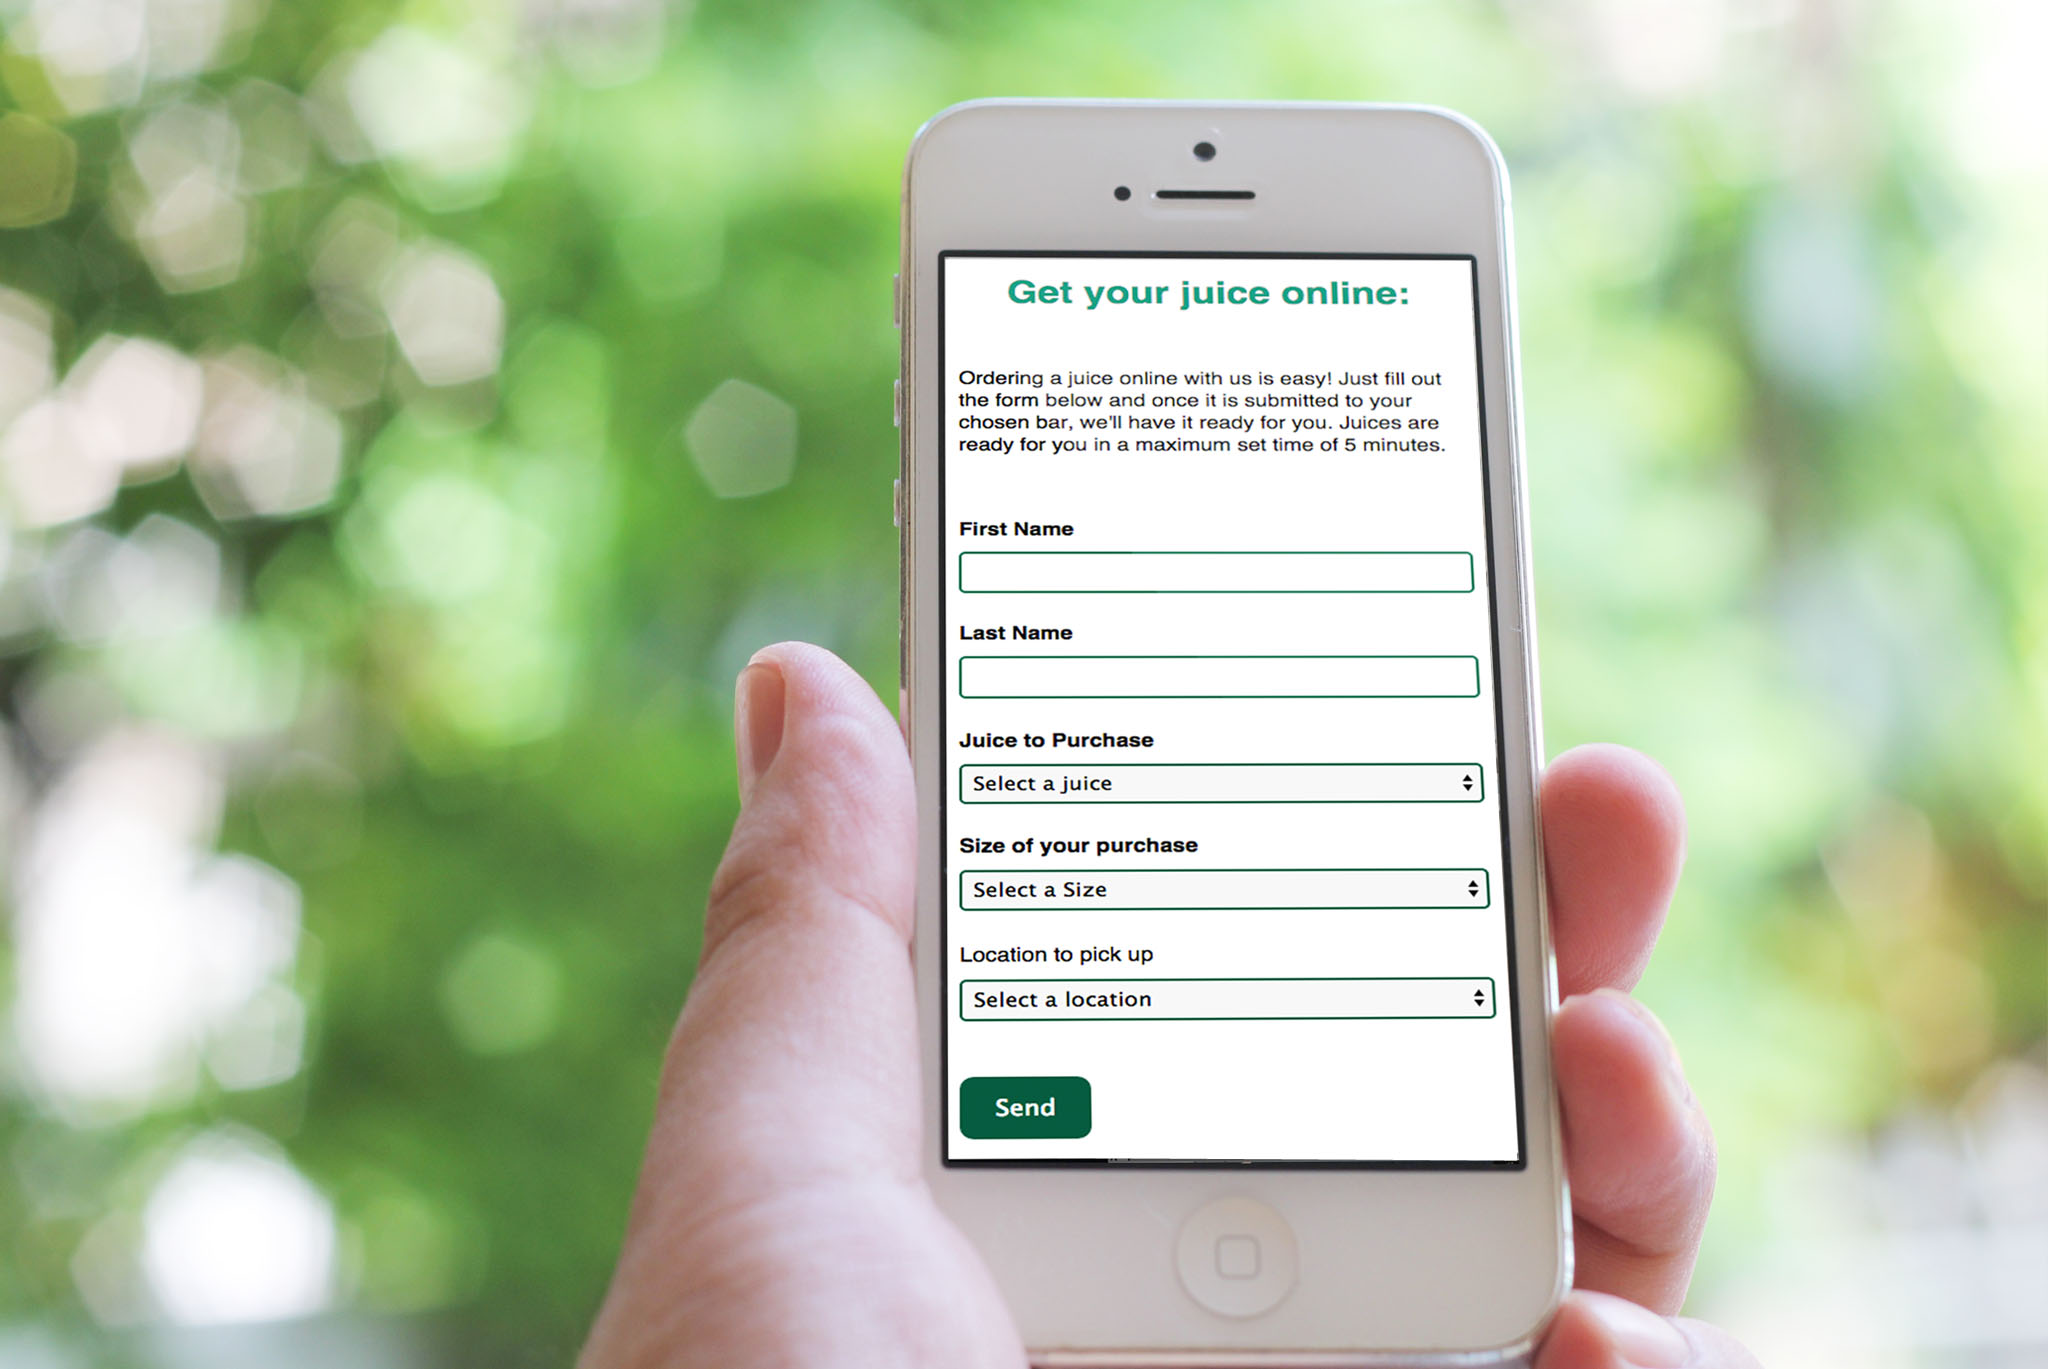 Get your juice online:
Ordering a juice online with us is easy! Just fill out
the form below and once it is submitted to your
chosen bar, we'll have it ready for you. Juices are
ready for you in a maximum set time of 5 minutes.
First Name
Last Name
Juice to Purchase
Select a juice
Size of your purchase
Select a Size
Location to pick up
Select a location
Send